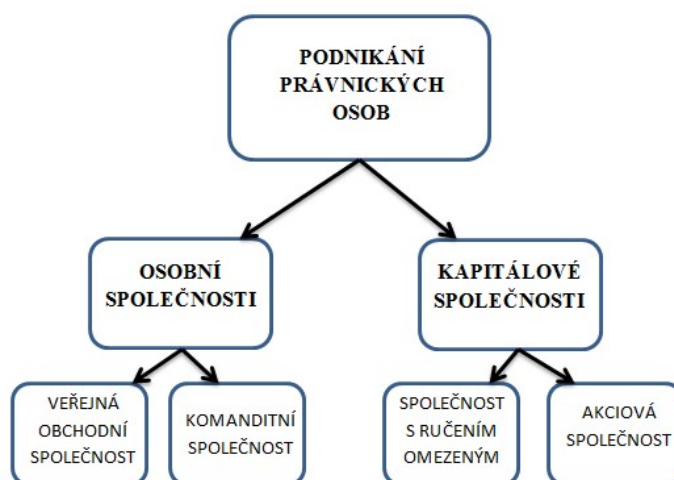 PODNIKÁNÍ
PRÁVNICKÝCH
OSOB
OSOBNÍ
SPOLEČNOSTI
KAPITÁLOVÉ
SPOLEČNOSTI
VEŘEJNÁ
OBCHODNÍ
SPOLEČNOST
KOMANDITNÍ
SPOLEČNOST
SPOLEČNOST
S RUČENÍM
OMEZENÝM
AKCIOVÁ
SPOLEČNOST